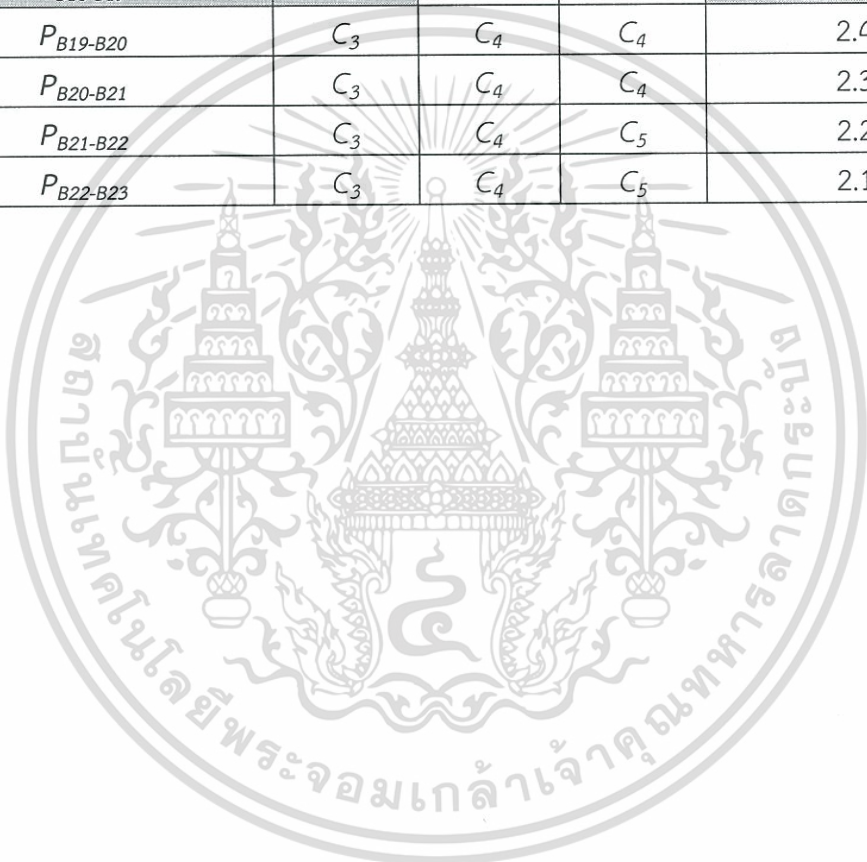 P_B19-B20 C_3 C_4 C_4 2.4
P_B20-B21 C_3 C_4 C_4 2.3
P_B21-B22 C_3 C_4 C_5 2.2
P_B22-B23 C_3 C_4 C_5 2.1
สถาบันเทคโนโลยีพระจอมเกล้าเจ้าคุณทหารลาดกระบัง